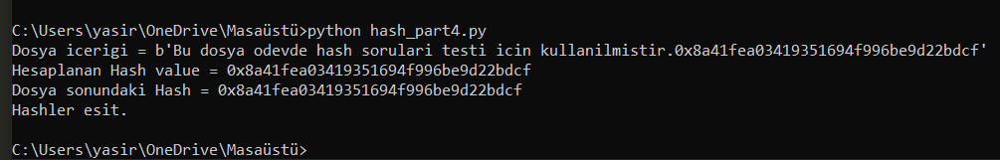 C:\Users\yasir\OneDrive\Masaüstü>python hash_part4.py
Dosya icerigi = b'Bu dosya odevde hash sorulari testi icin kullanilmistir.0x8a41fea03419351694f996be9d22bdcf'
Hesaplanan Hash value = 0x8a41fea03419351694f996be9d22bdcf
Dosya sonundaki Hash = 0x8a41fea03419351694f996be9d22bdcf
Hashler esit.
C:\Users\yasir\OneDrive\Masaüstü>